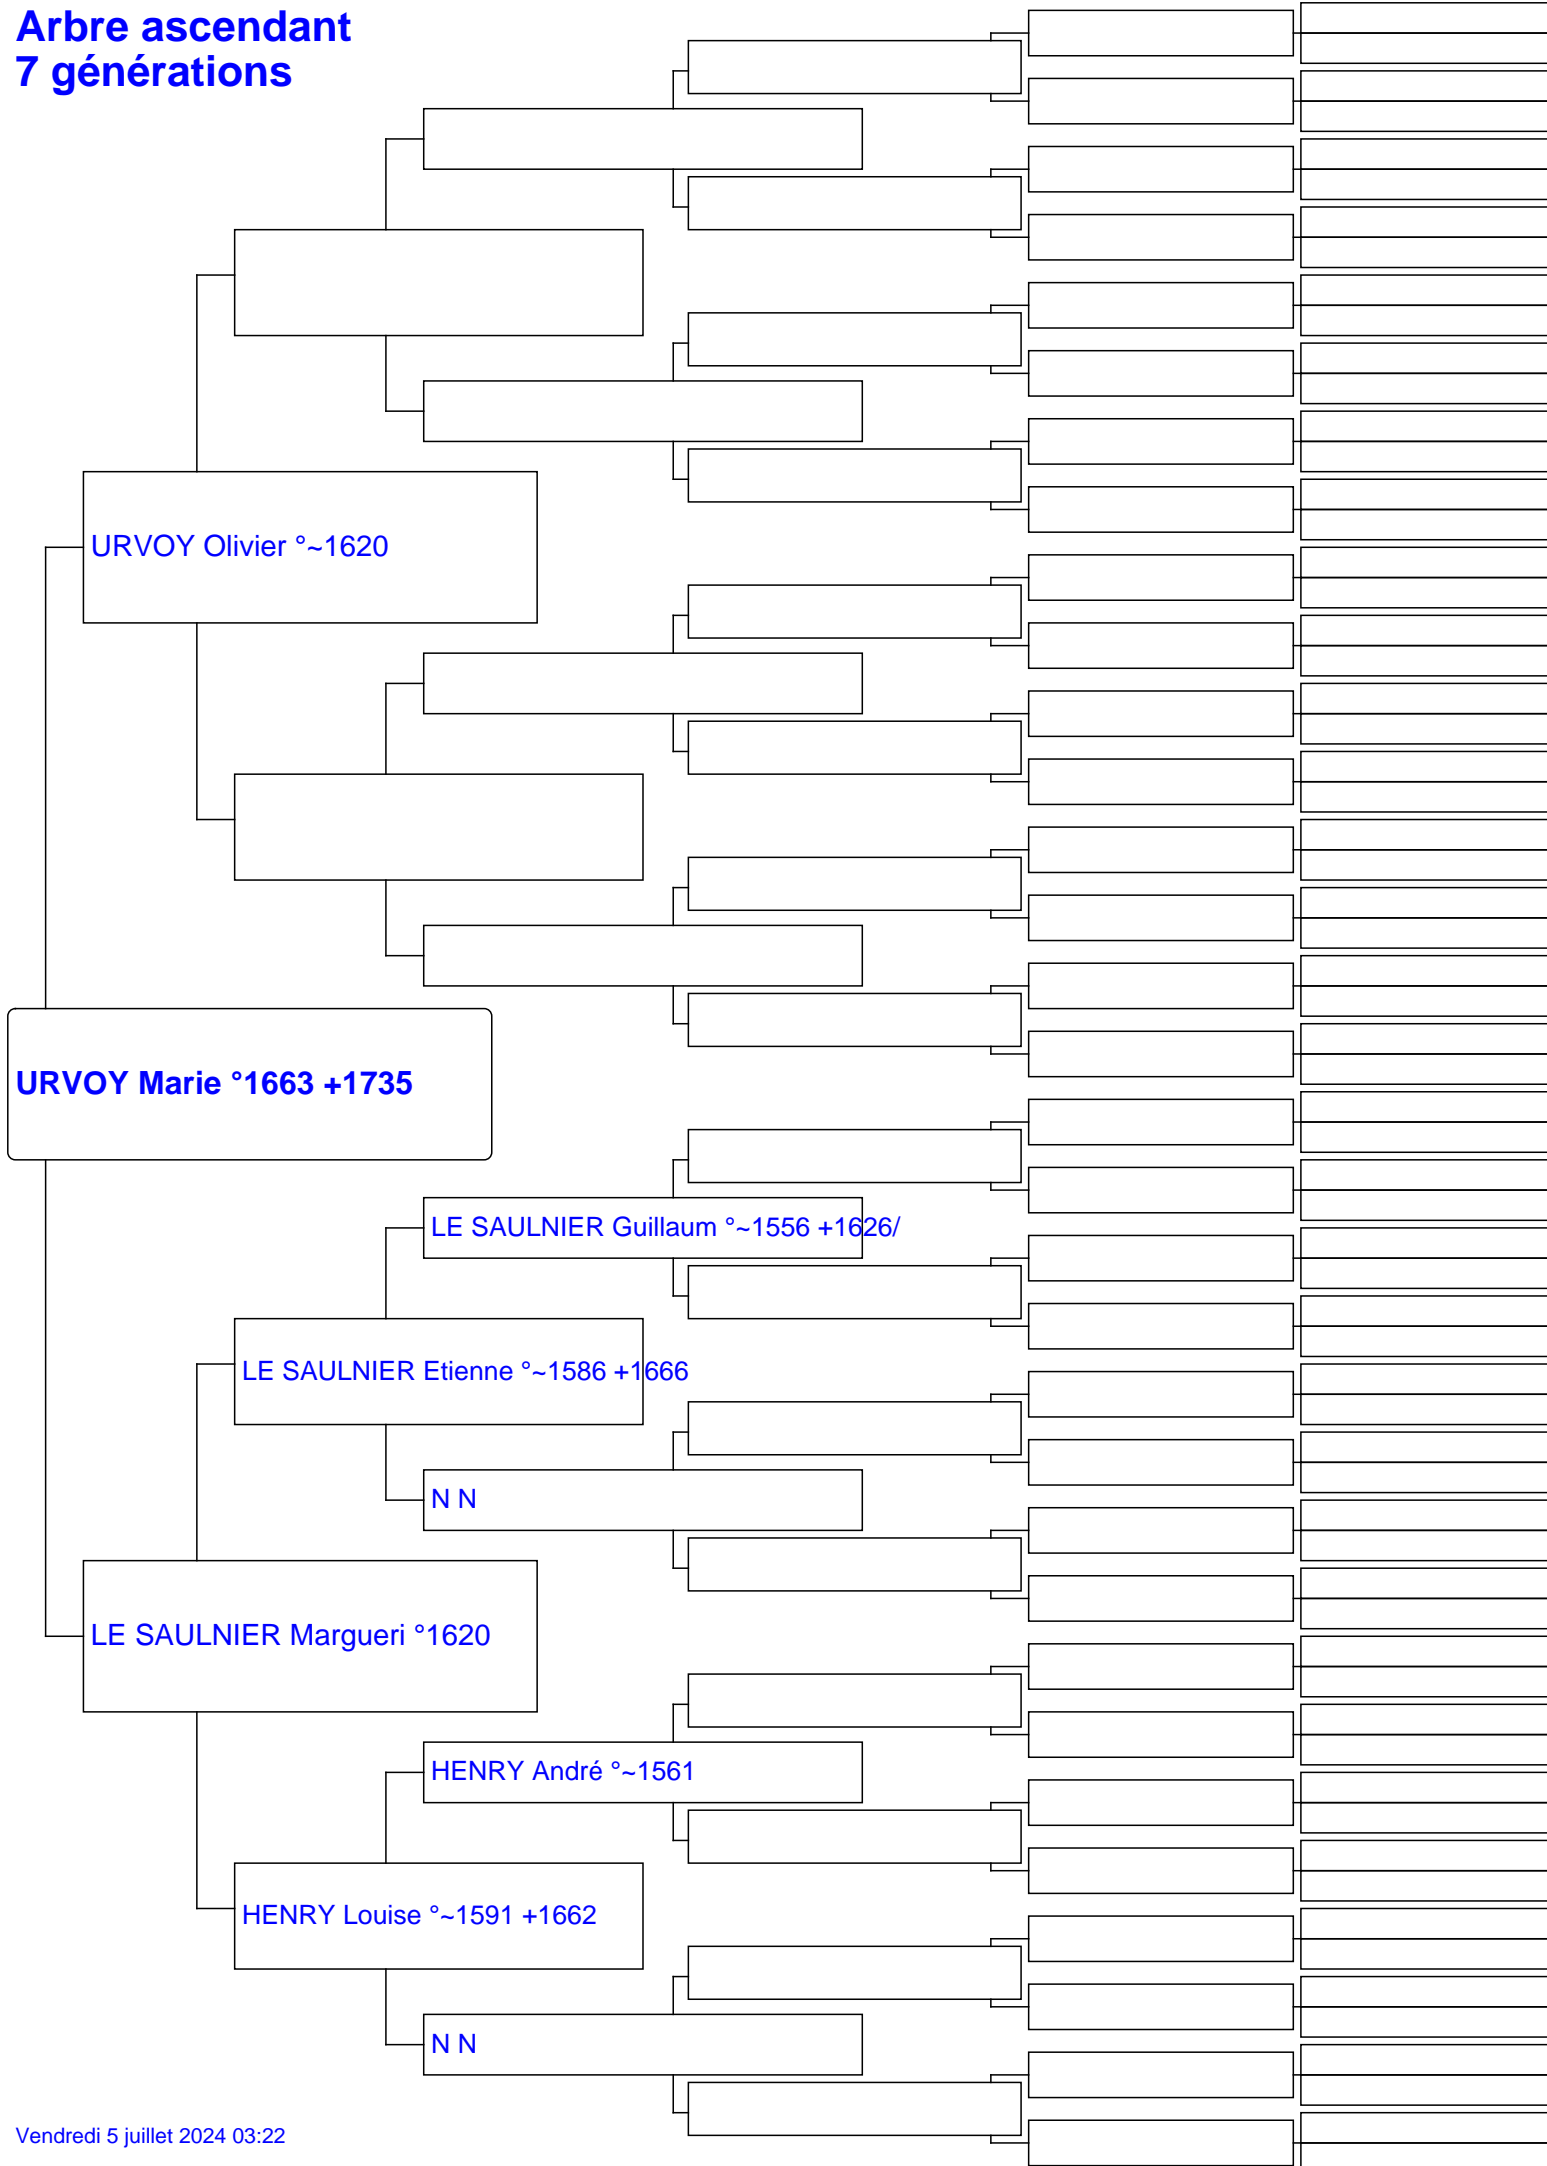 Arbre ascendant
7 générations
URVOY Olivier °~1620
URVOY Marie °1663 +1735
LE SAULNIER Guillaum °~1556 +1626/
LE SAULNIER Etienne °~1586 +1666
N N
LE SAULNIER Margueri °1620
HENRY André °~1561
HENRY Louise °~1591 +1662
N N
Vendredi 5 juillet 2024 03:22